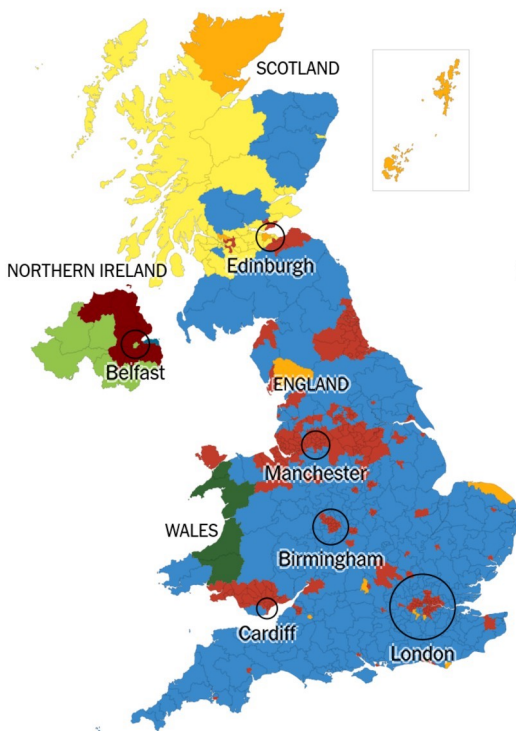 SCOTLAND
Edinburgh
NORTHERN IRELAND
Belfast
ENGLAND
Manchester
WALES
Birmingham
Cardiff
London